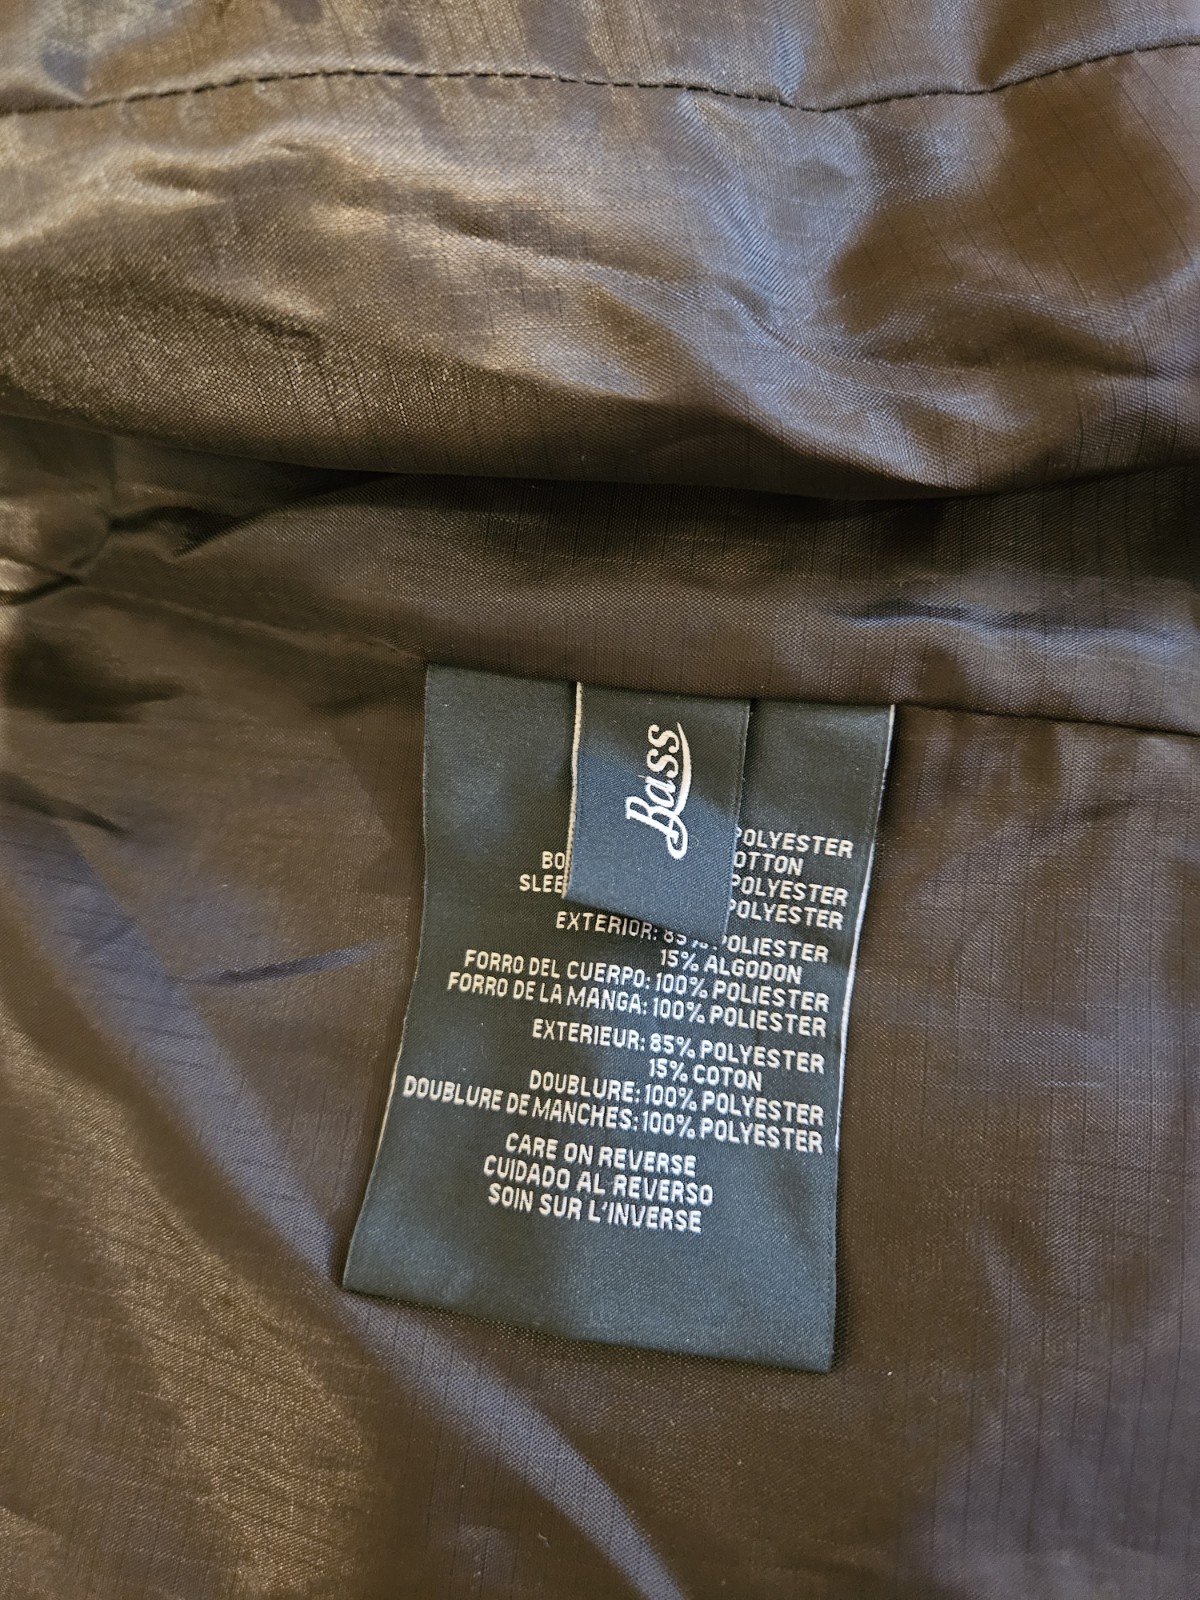 Bass
POLYESTER
BO OTTON
SLEE POLYESTER
POLYESTER
EXTERIOR: 85% POLIESTER
15% ALGODON
FORRO DEL CUERPO: 100% POLIESTER
FORRO DE LA MANGA: 100% POLIESTER
EXTERIEUR: 85% POLYESTER
15% COTON
DOUBLURE: 100% POLYESTER
DOUBLURE DE MANCHES: 100% POLYESTER
CARE ON REVERSE
CUIDADO AL REVERSO
SOIN SUR L'INVERSE